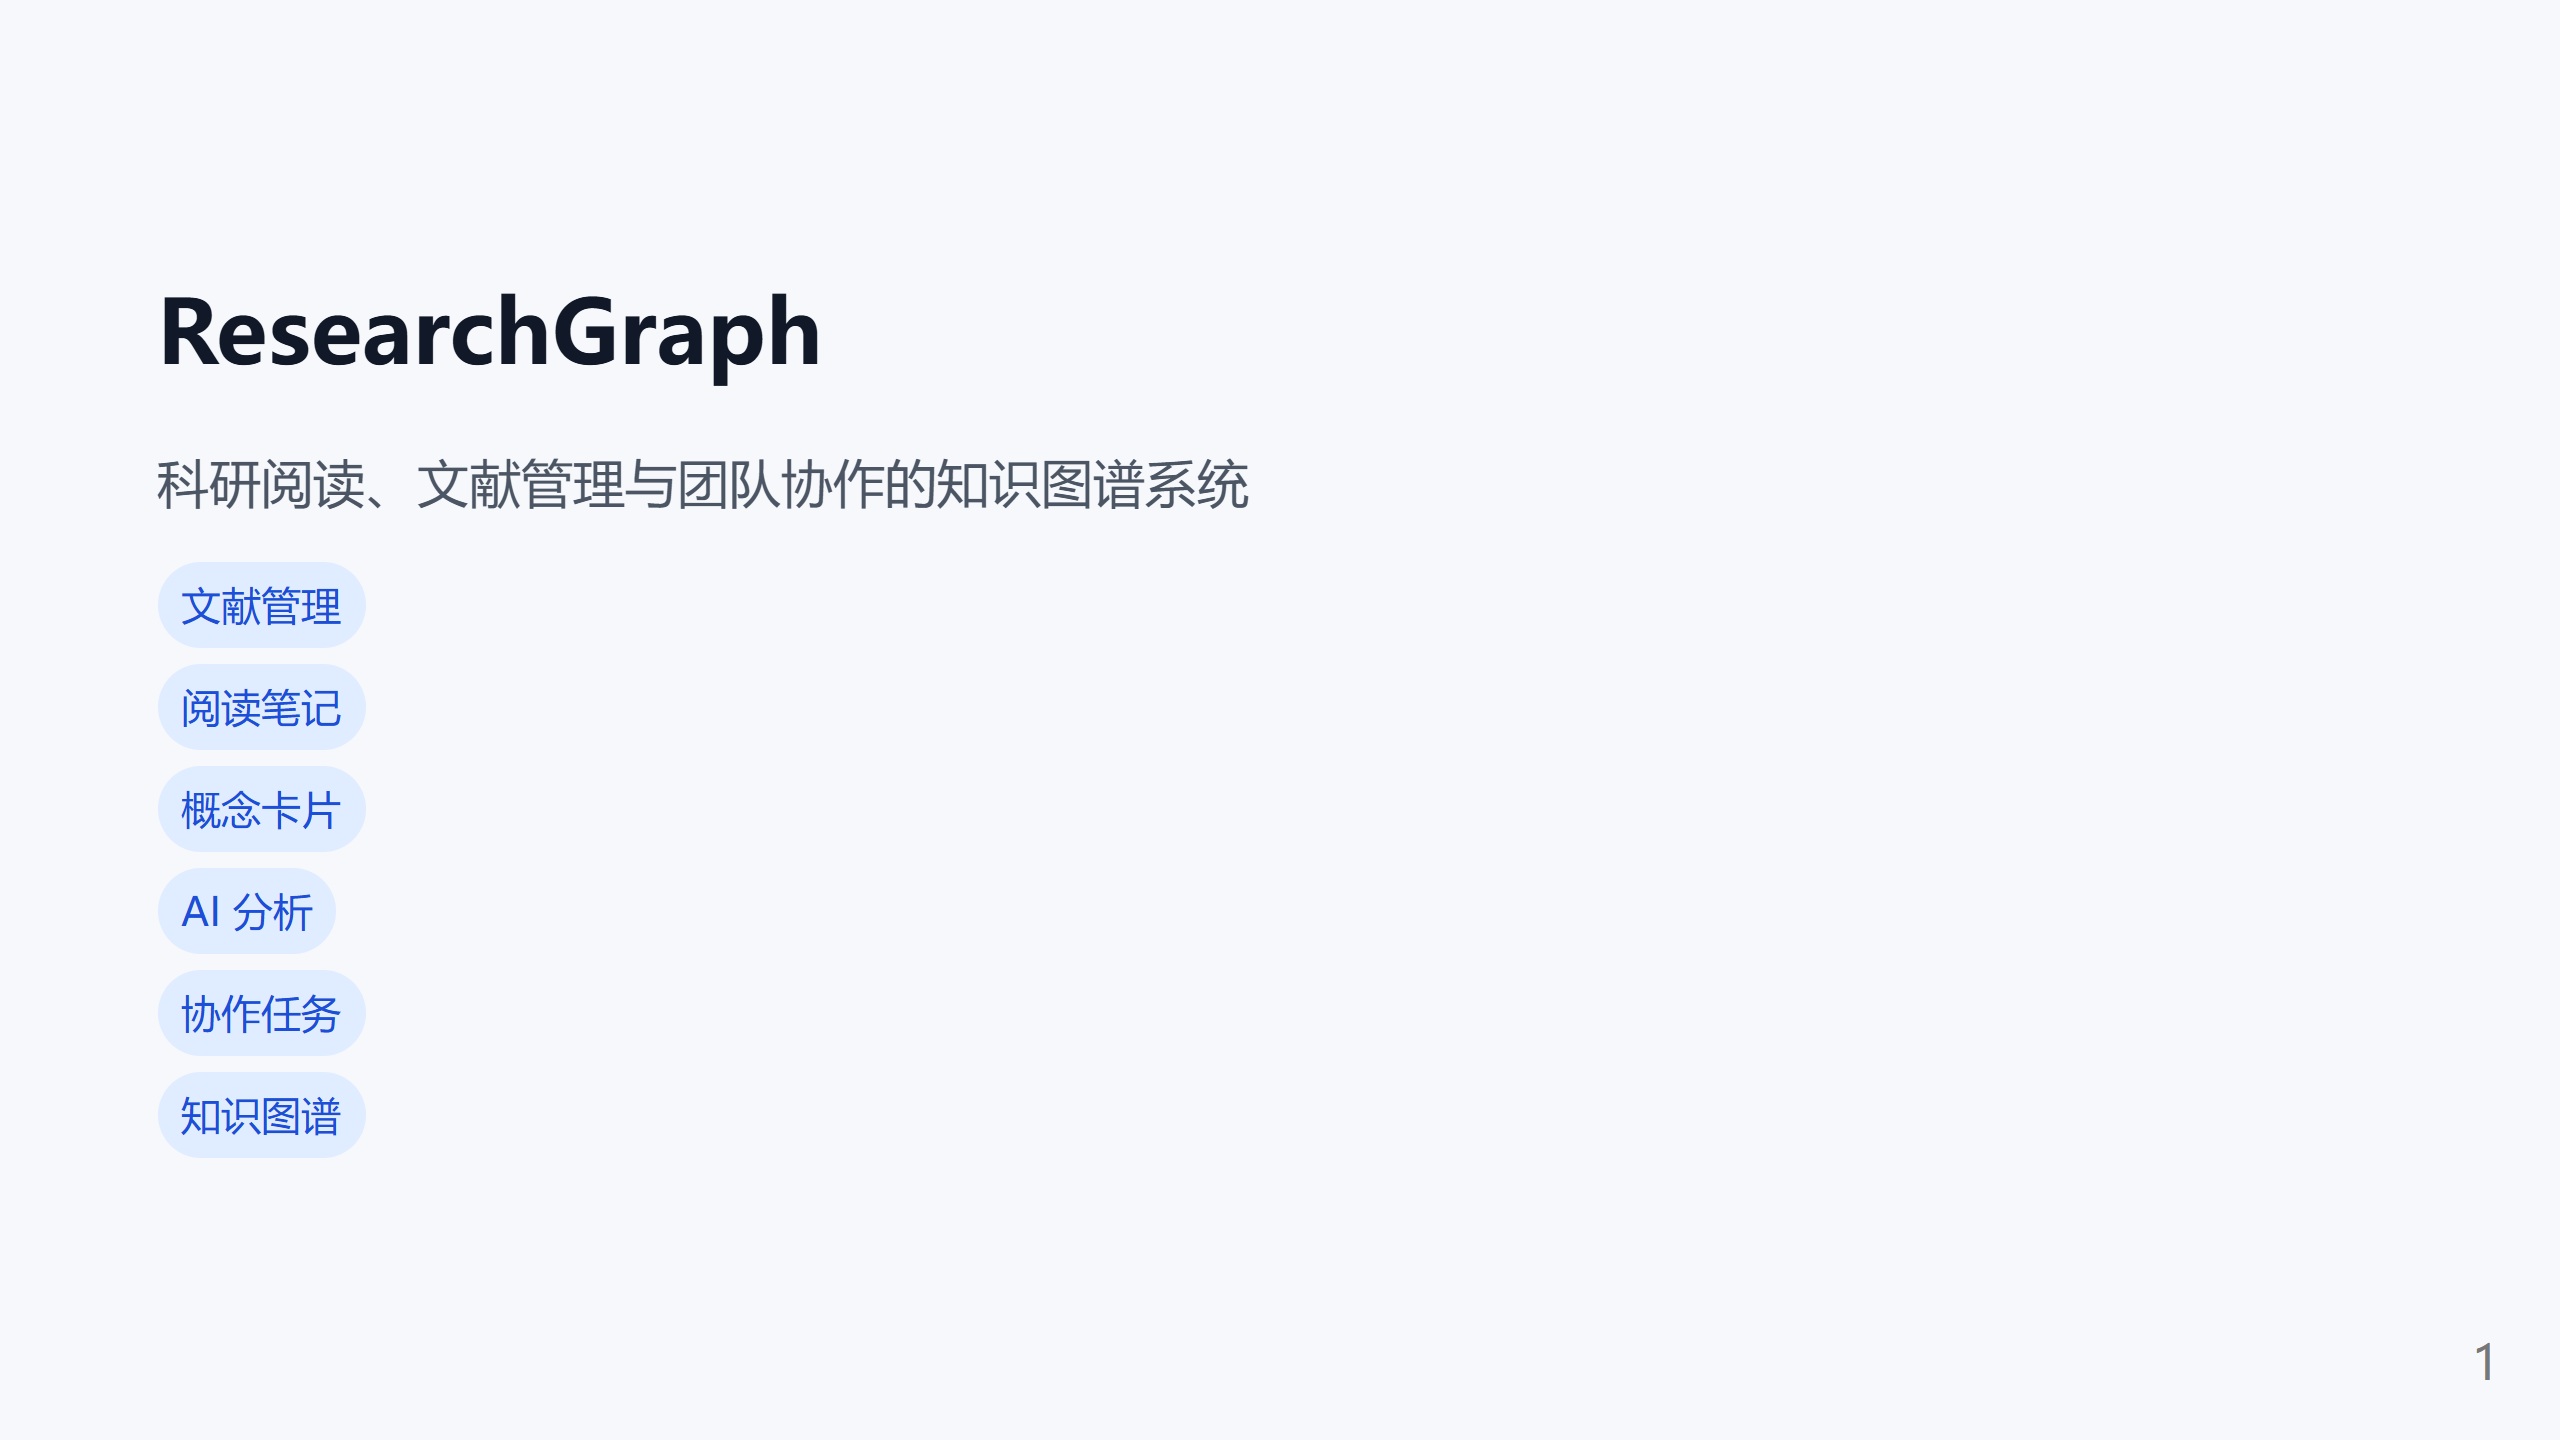 ResearchGraph
科研阅读、文献管理与团队协作的知识图谱系统
文献管理
阅读笔记
概念卡片
AI 分析
协作任务
知识图谱
1